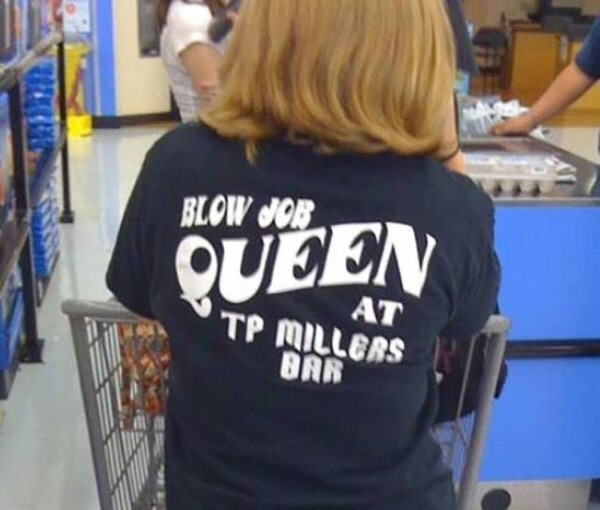 BLOW JOB
QUEEN
AT
TP MILLERS
BAR